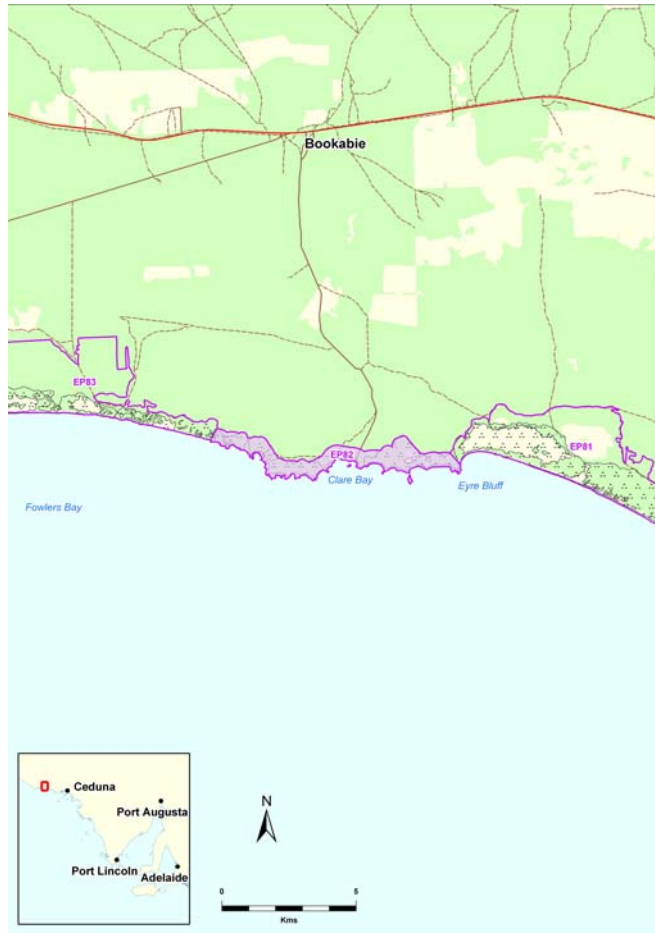 Bookabie
EP83
EP82
EP81
Clare Bay
Eyre Bluff
Fowlers Bay
Ceduna
Port Augusta
Port Lincoln
Adelaide
N
0
5
Kms